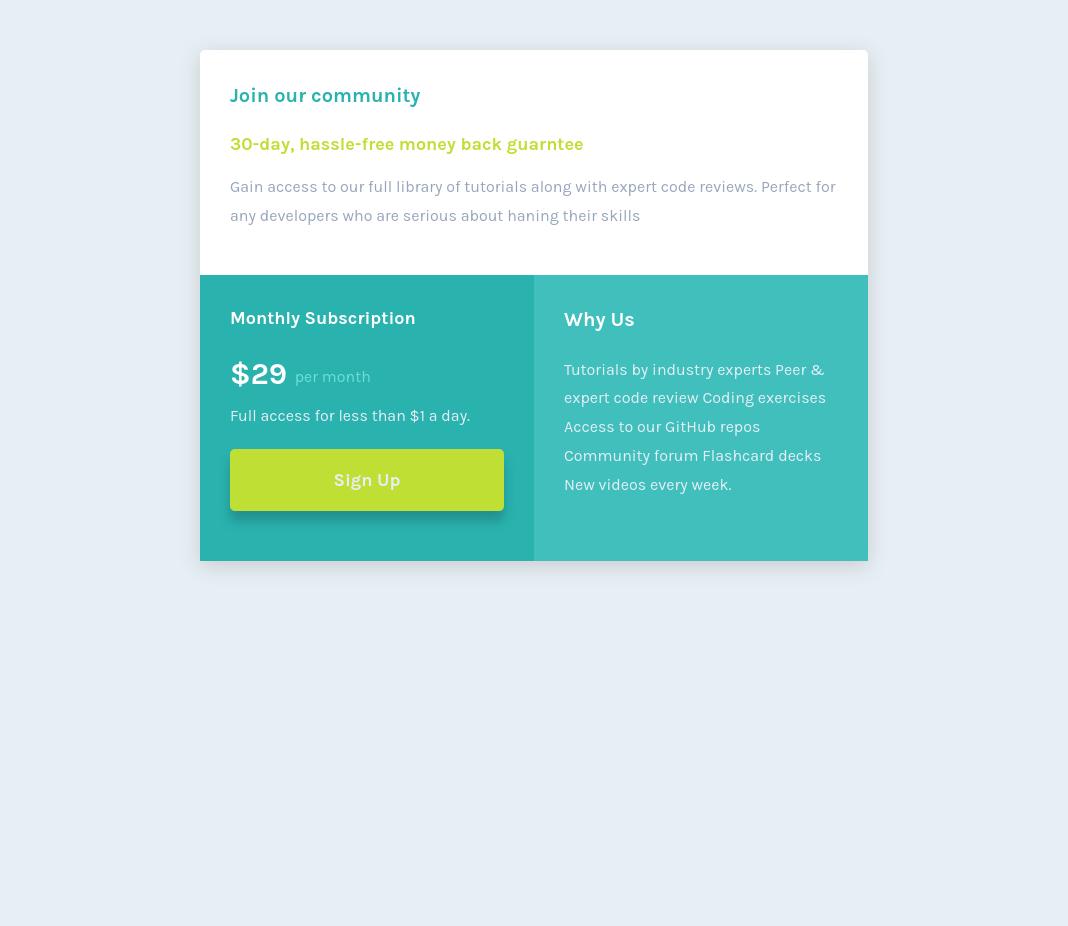 Join our community
30-day, hassle-free money back guarntee
Gain access to our full library of tutorials along with expert code reviews. Perfect for
any developers who are serious about haning their skills
Monthly Subscription
$29 per month
Full access for less than $1 a day.
Sign Up
Why Us
Tutorials by industry experts Peer &
expert code review Coding exercises
Access to our GitHub repos
Community forum Flashcard decks
New videos every week.